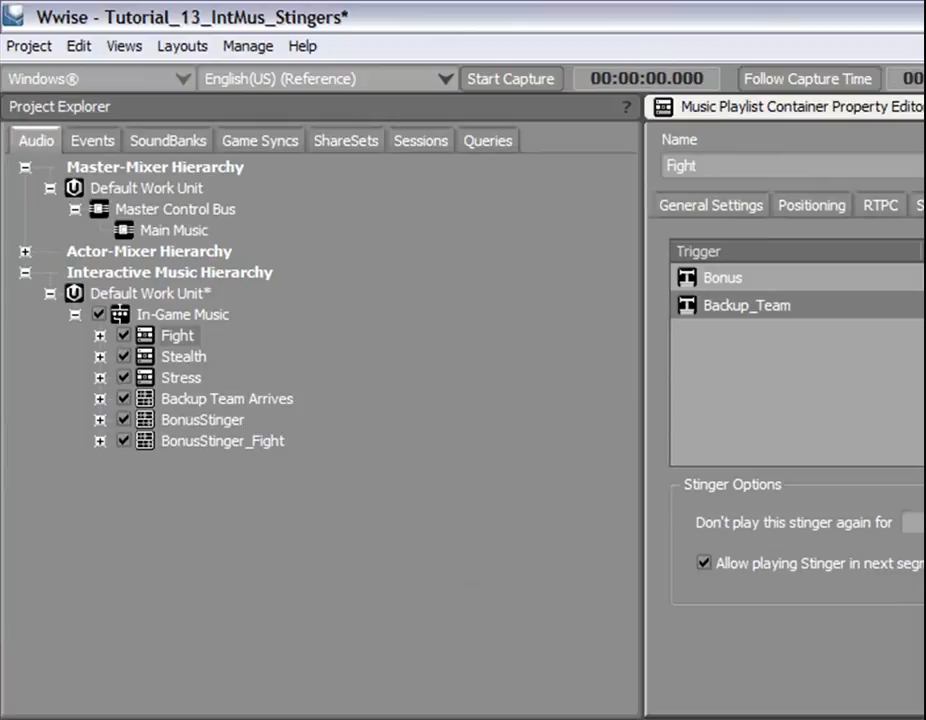 Wwise - Tutorial_13_IntMus_Stingers*
Project Edit Views Layouts Manage Help
Windows® English(US) (Reference) Start Capture 00:00:00.000 Follow Capture Time 00
Project Explorer ? Music Playlist Container Property Edito
Audio Events SoundBanks Game Syncs ShareSets Sessions Queries
Name
Fight
General Settings Positioning RTPC S
Master-Mixer Hierarchy
Default Work Unit
Master Control Bus
Main Music
Actor-Mixer Hierarchy
Interactive Music Hierarchy
Default Work Unit*
In-Game Music
Fight
Stealth
Stress
Backup Team Arrives
BonusStinger
BonusStinger_Fight
Trigger
Bonus
Backup_Team
Stinger Options
Don't play this stinger again for
Allow playing Stinger in next segm